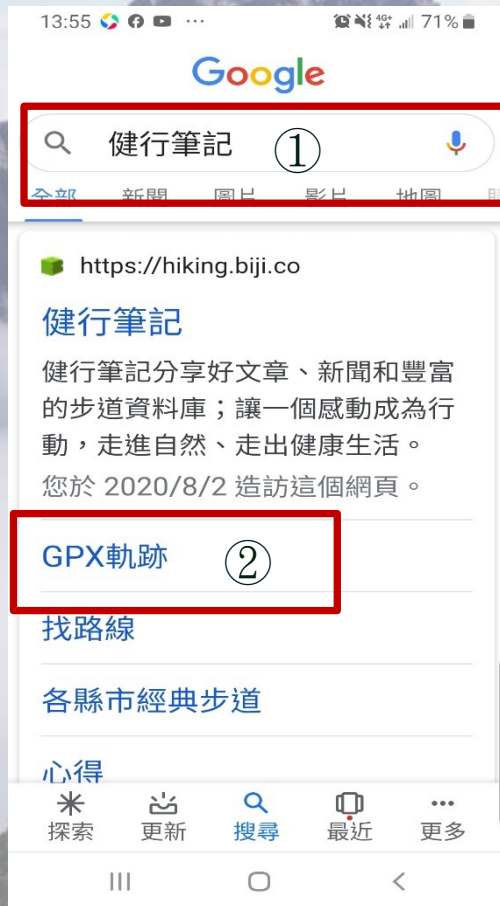 13:55 ... 4G+ 71%
Google
健行筆記 ①
全部 新聞 圖片 影片 地圖
https://hiking.biji.co
健行筆記
健行筆記分享好文章、新聞和豐富
的步道資料庫；讓一個感動成為行
動，走進自然、走出健康生活。
您於 2020/8/2 造訪這個網頁。
GPX軌跡 ②
找路線
各縣市經典步道
心得
探索 更新 搜尋 最近 更多